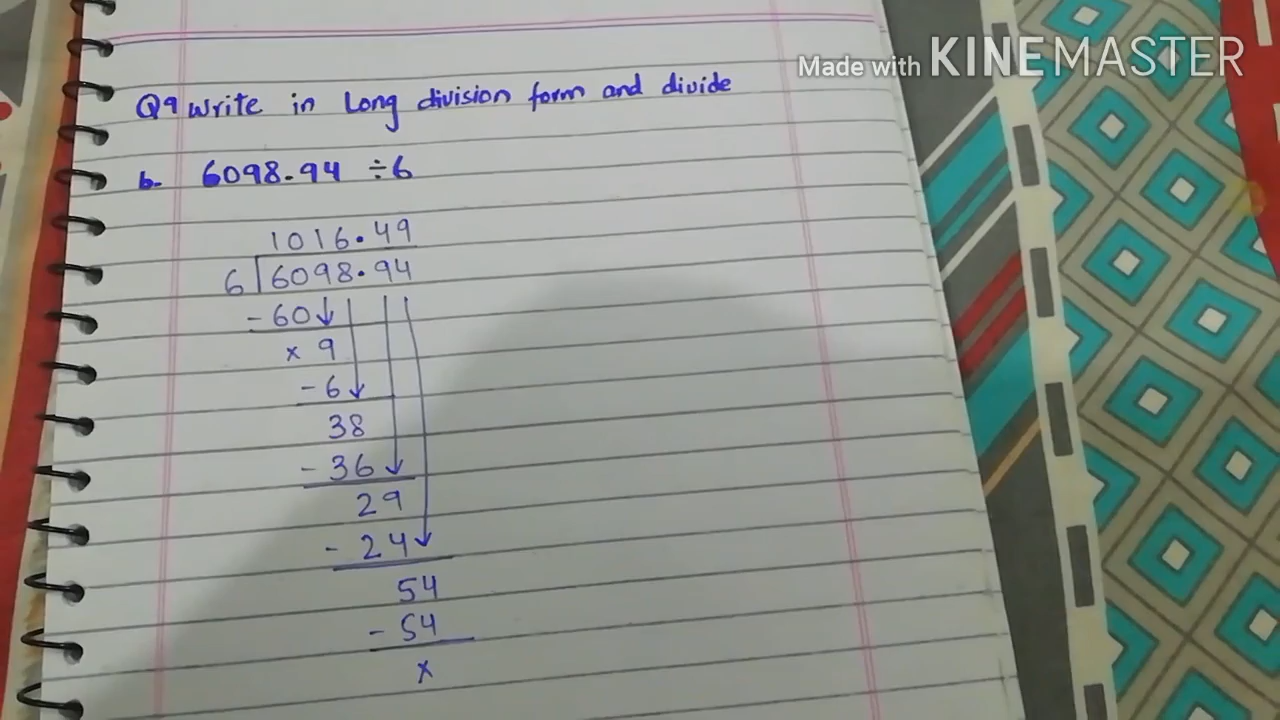 Made with KINEMASTER
Q9 Write in Long division form and divide
b. 6098.94 ÷6
1016.49
6 6098.94
- 60
x 9
- 6
38
- 36
29
- 24
54
- 54
x